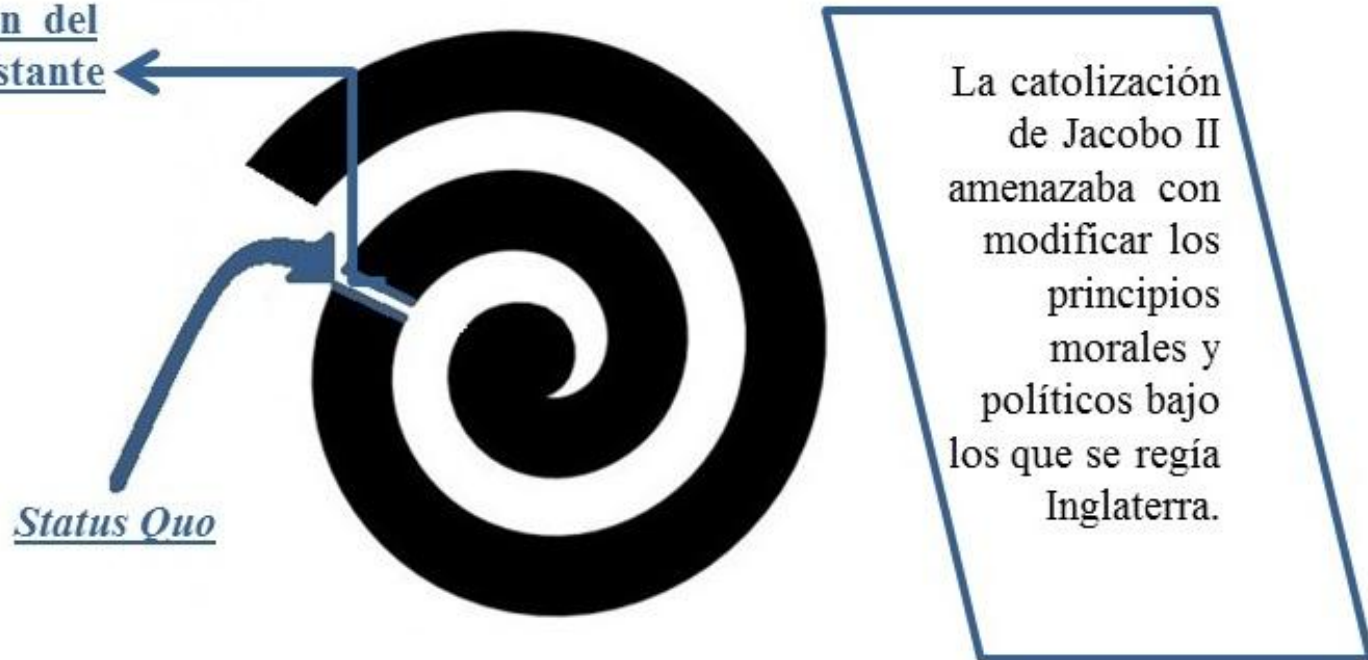 n del
stante
Status Quo
La catolización
de Jacobo II
amenazaba con
modificar los
principios
morales y
políticos bajo
los que se regía
Inglaterra.